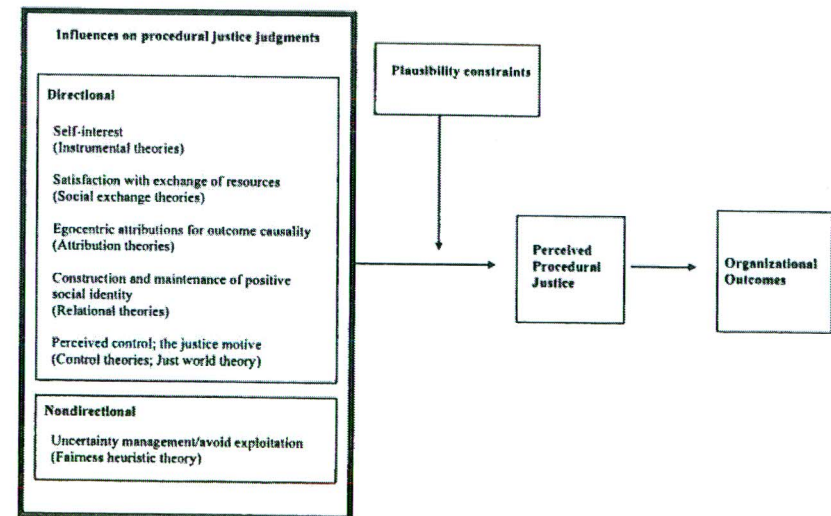 Influences on procedural justice judgments
Directional
Self-interest
(Instrumental theories)
Satisfaction with exchange of resources
(Social exchange theories)
Egocentric attributions for outcome causality
(Attribution theories)
Construction and maintenance of positive
social identity
(Relational theories)
Perceived control; the justice motive
(Control theories; Just world theory)
Nondirectional
Uncertainty management/avoid exploitation
(Fairness heuristic theory)
Plausibility constraints
Perceived
Procedural
Justice
Organizational
Outcomes